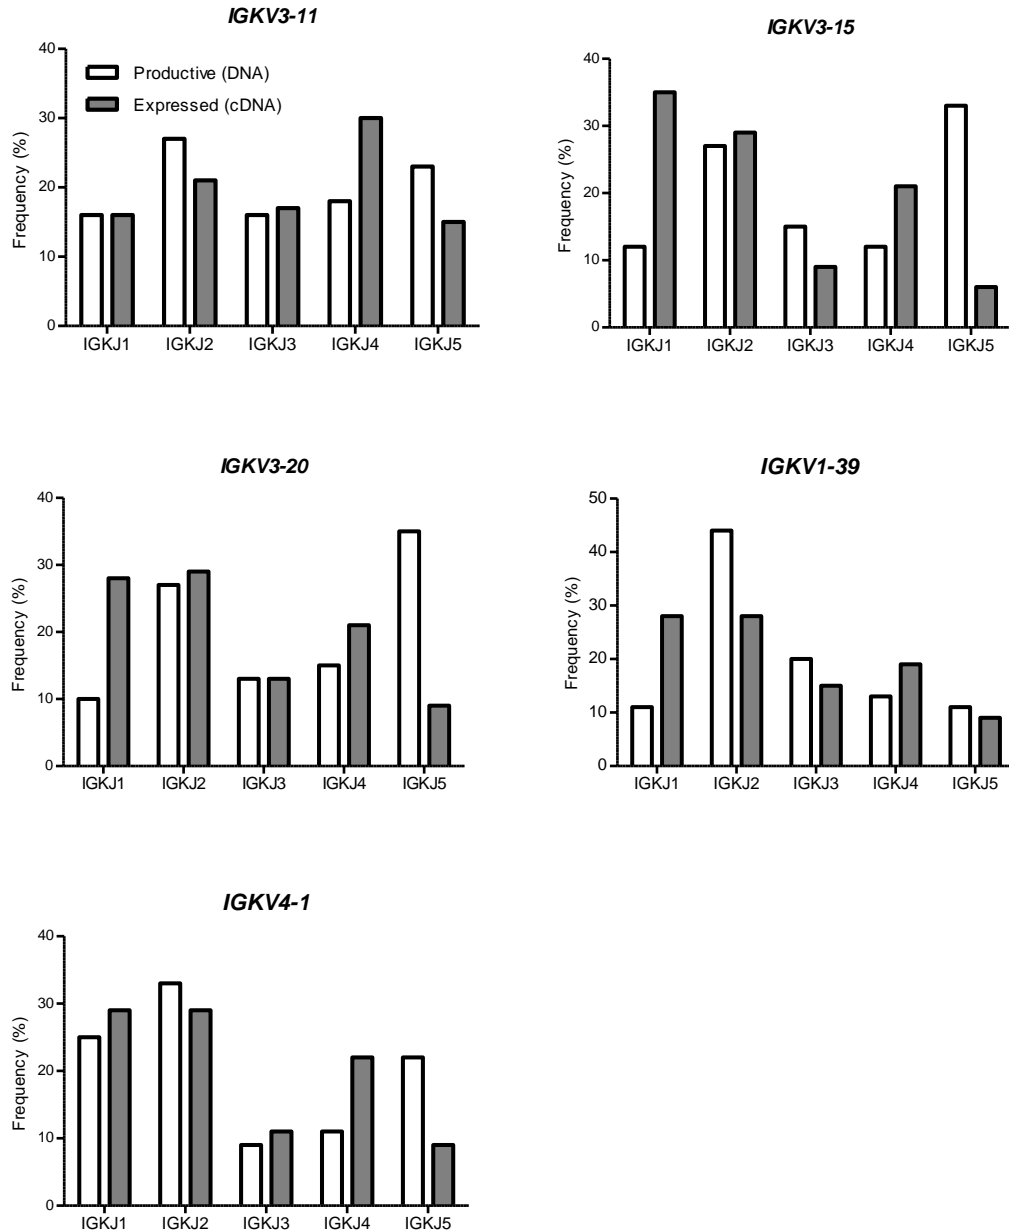 IGKV3-11
40
30
20
10
0
Frequency (%)
Productive (DNA)
Expressed (cDNA)
IGKJ1 IGKJ2 IGKJ3 IGKJ4 IGKJ5
IGKV3-15
40
30
20
10
0
Frequency (%)
IGKJ1 IGKJ2 IGKJ3 IGKJ4 IGKJ5
IGKV3-20
40
30
20
10
0
Frequency (%)
IGKJ1 IGKJ2 IGKJ3 IGKJ4 IGKJ5
IGKV1-39
50
40
30
20
10
0
Frequency (%)
IGKJ1 IGKJ2 IGKJ3 IGKJ4 IGKJ5
IGKV4-1
40
30
20
10
0
Frequency (%)
IGKJ1 IGKJ2 IGKJ3 IGKJ4 IGKJ5